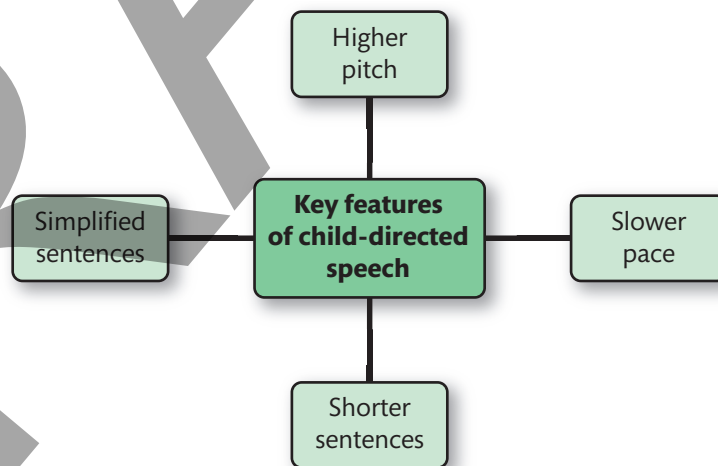 Higher
pitch
Simplified
sentences
Key features
of child-directed
speech
Slower
pace
Shorter
sentences